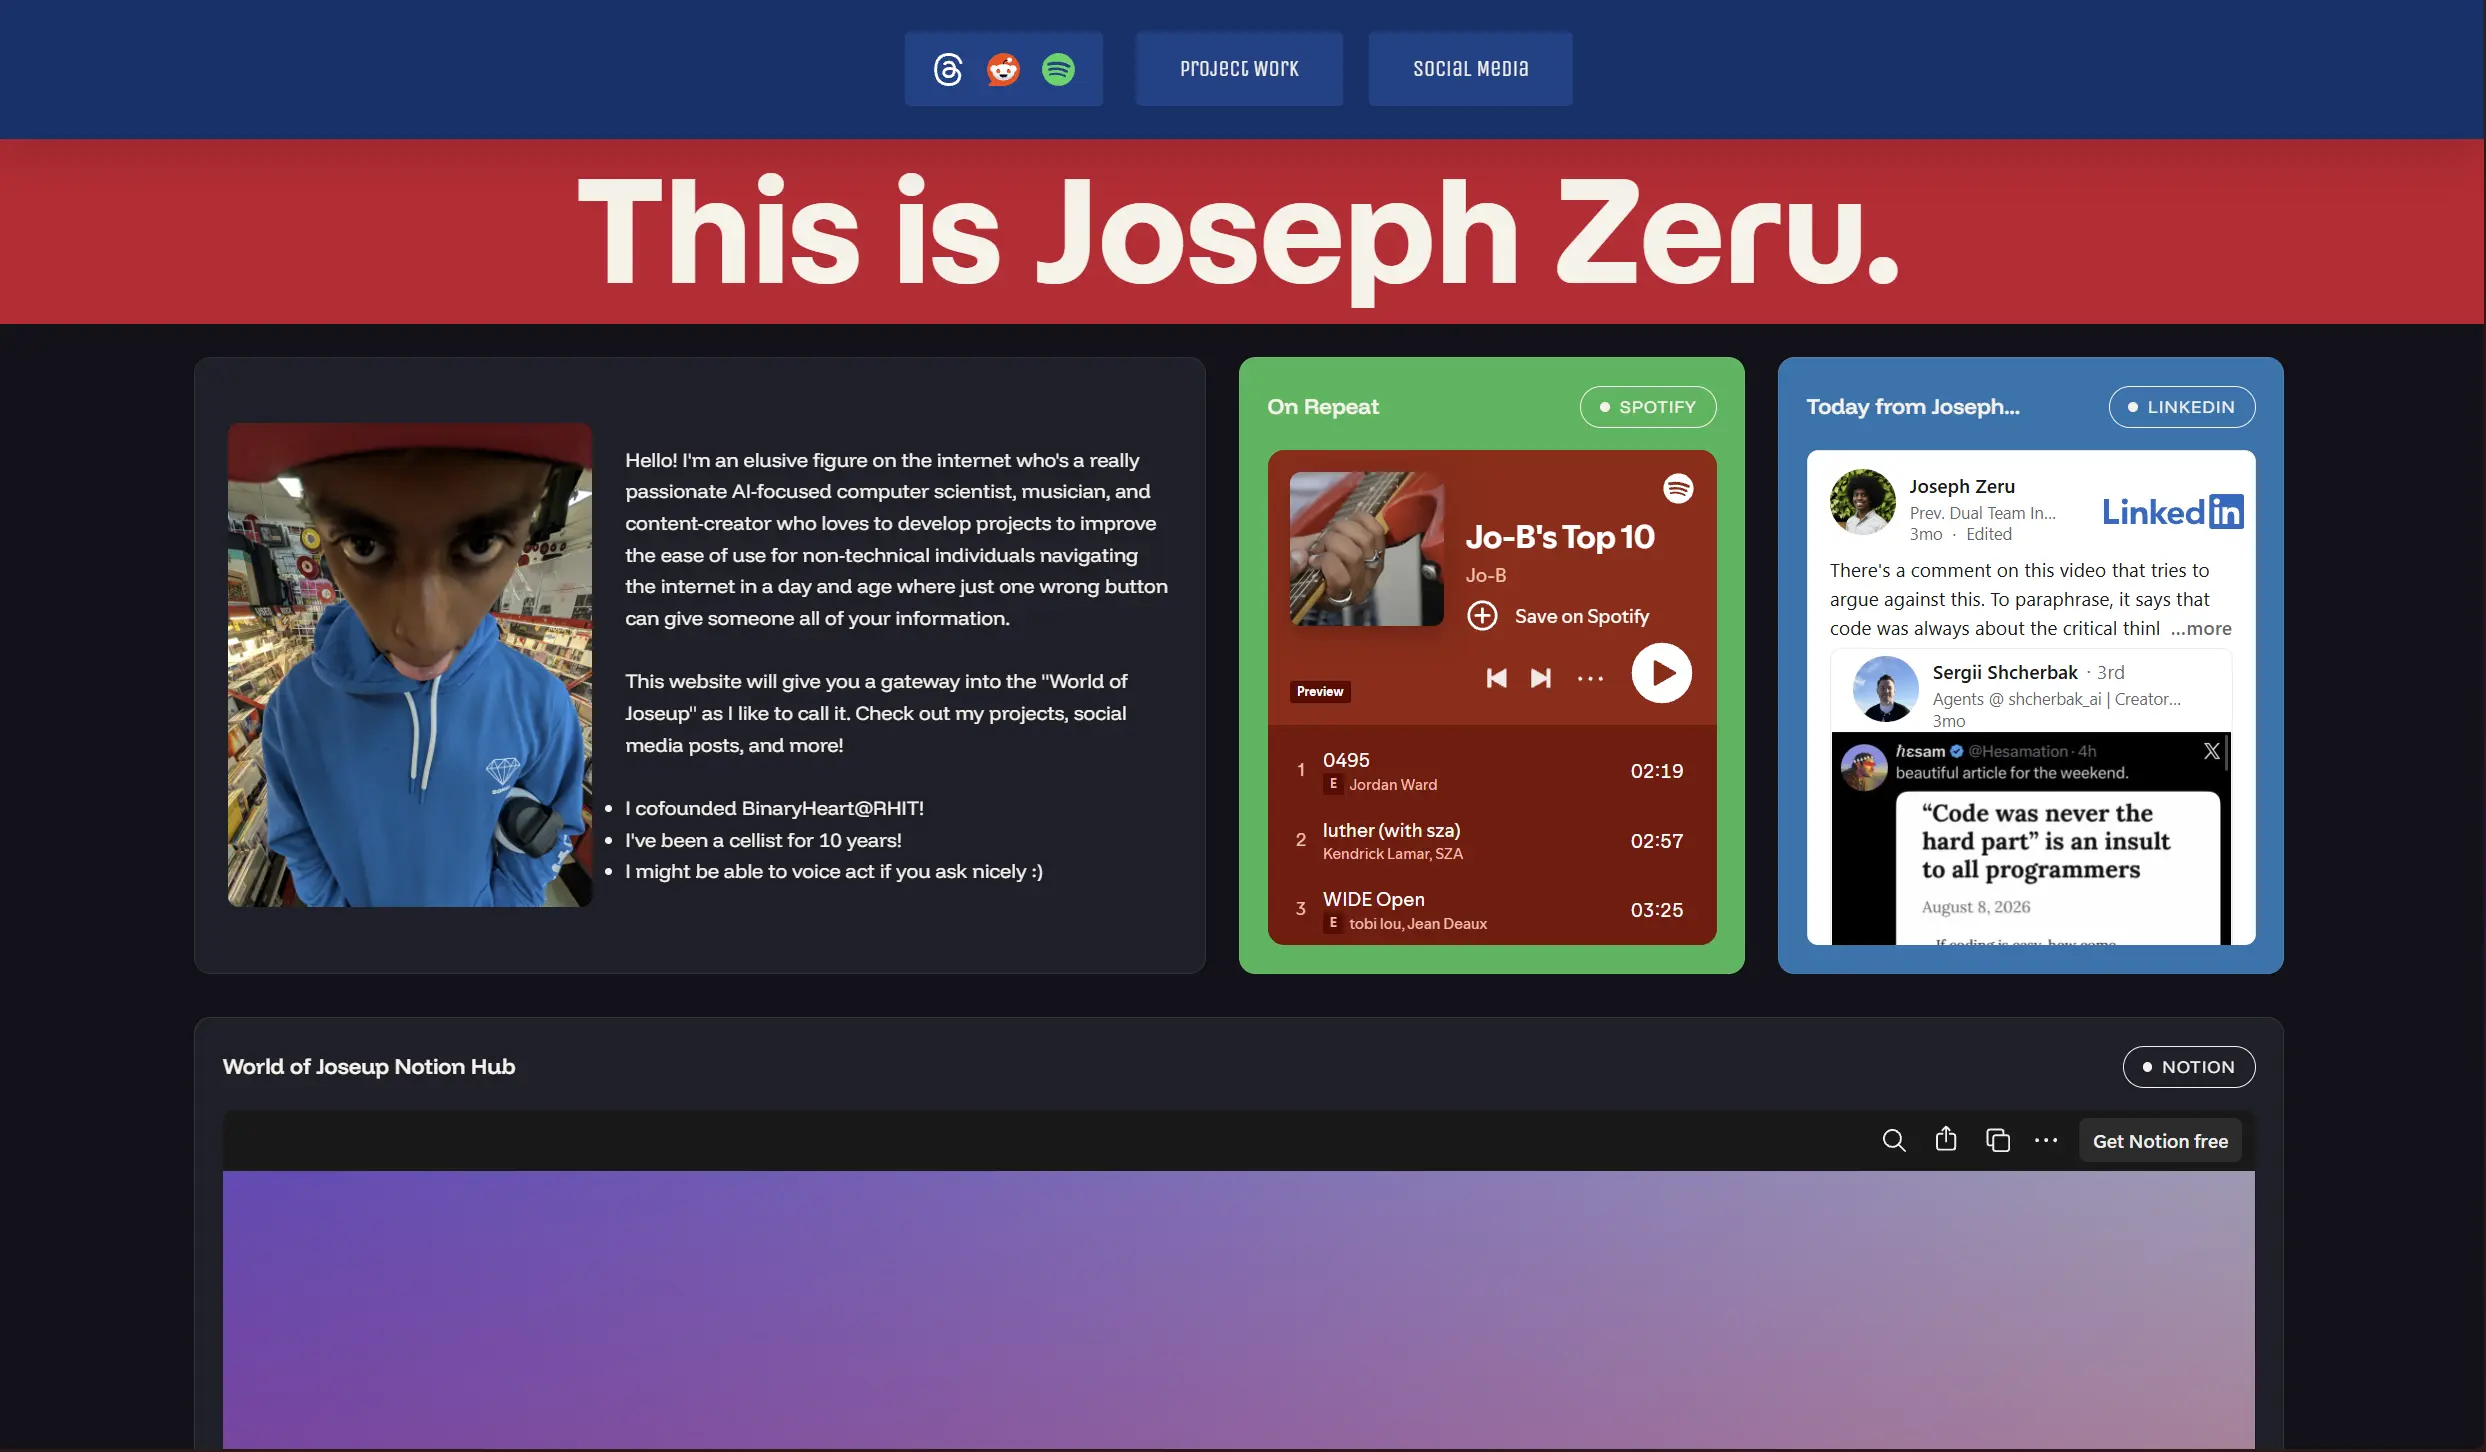 Project Work
Social Media
This is Joseph Zeru.
Hello! I'm an elusive figure on the internet who's a really
passionate AI-focused computer scientist, musician, and
content-creator who loves to develop projects to improve
the ease of use for non-technical individuals navigating
the internet in a day and age where just one wrong button
can give someone all of your information.
This website will give you a gateway into the "World of
Joseup" as I like to call it. Check out my projects, social
media posts, and more!
• I cofounded BinaryHeart@RHIT!
• I've been a cellist for 10 years!
• I might be able to voice act if you ask nicely :)
On Repeat
SPOTIFY
Jo-B's Top 10
Jo-B
Save on Spotify
Preview
1
0495
E Jordan Ward
02:19
2
luther (with sza)
Kendrick Lamar, SZA
02:57
3
WIDE Open
E tobi lou, Jean Deaux
03:25
Today from Joseph...
LINKEDIN
Joseph Zeru
Prev. Dual Team In...
3mo · Edited
LinkedIn
There's a comment on this video that tries to
argue against this. To paraphrase, it says that
code was always about the critical thinl ...more
Sergii Shcherbak · 3rd
Agents @ shcherbak_ai | Creator...
3mo
hesam @Hesamation · 4h
beautiful article for the weekend.
“Code was never the
hard part” is an insult
to all programmers
August 8, 2026
If coding is easy, how come
World of Joseup Notion Hub
NOTION
Get Notion free